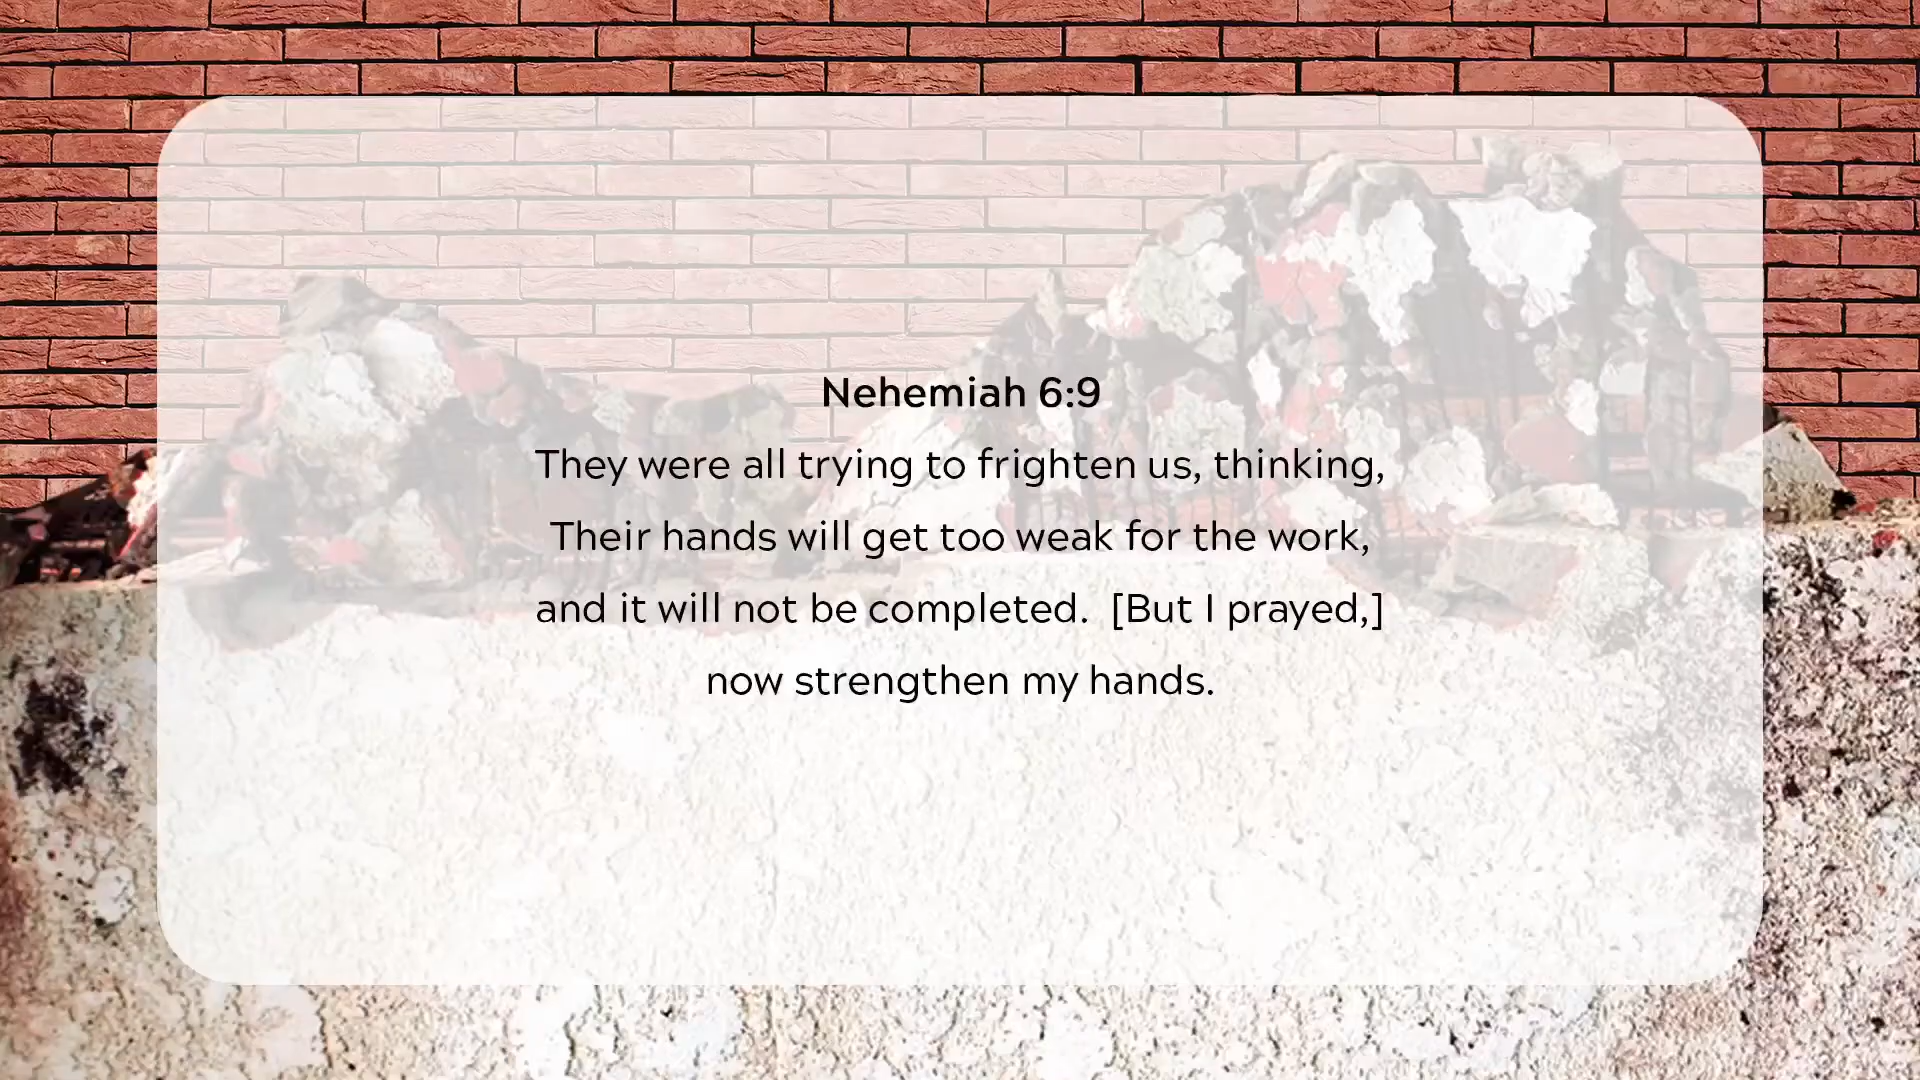 Nehemiah 6:9
They were all trying to frighten us, thinking,
Their hands will get too weak for the work,
and it will not be completed.  [But I prayed,]
now strengthen my hands.